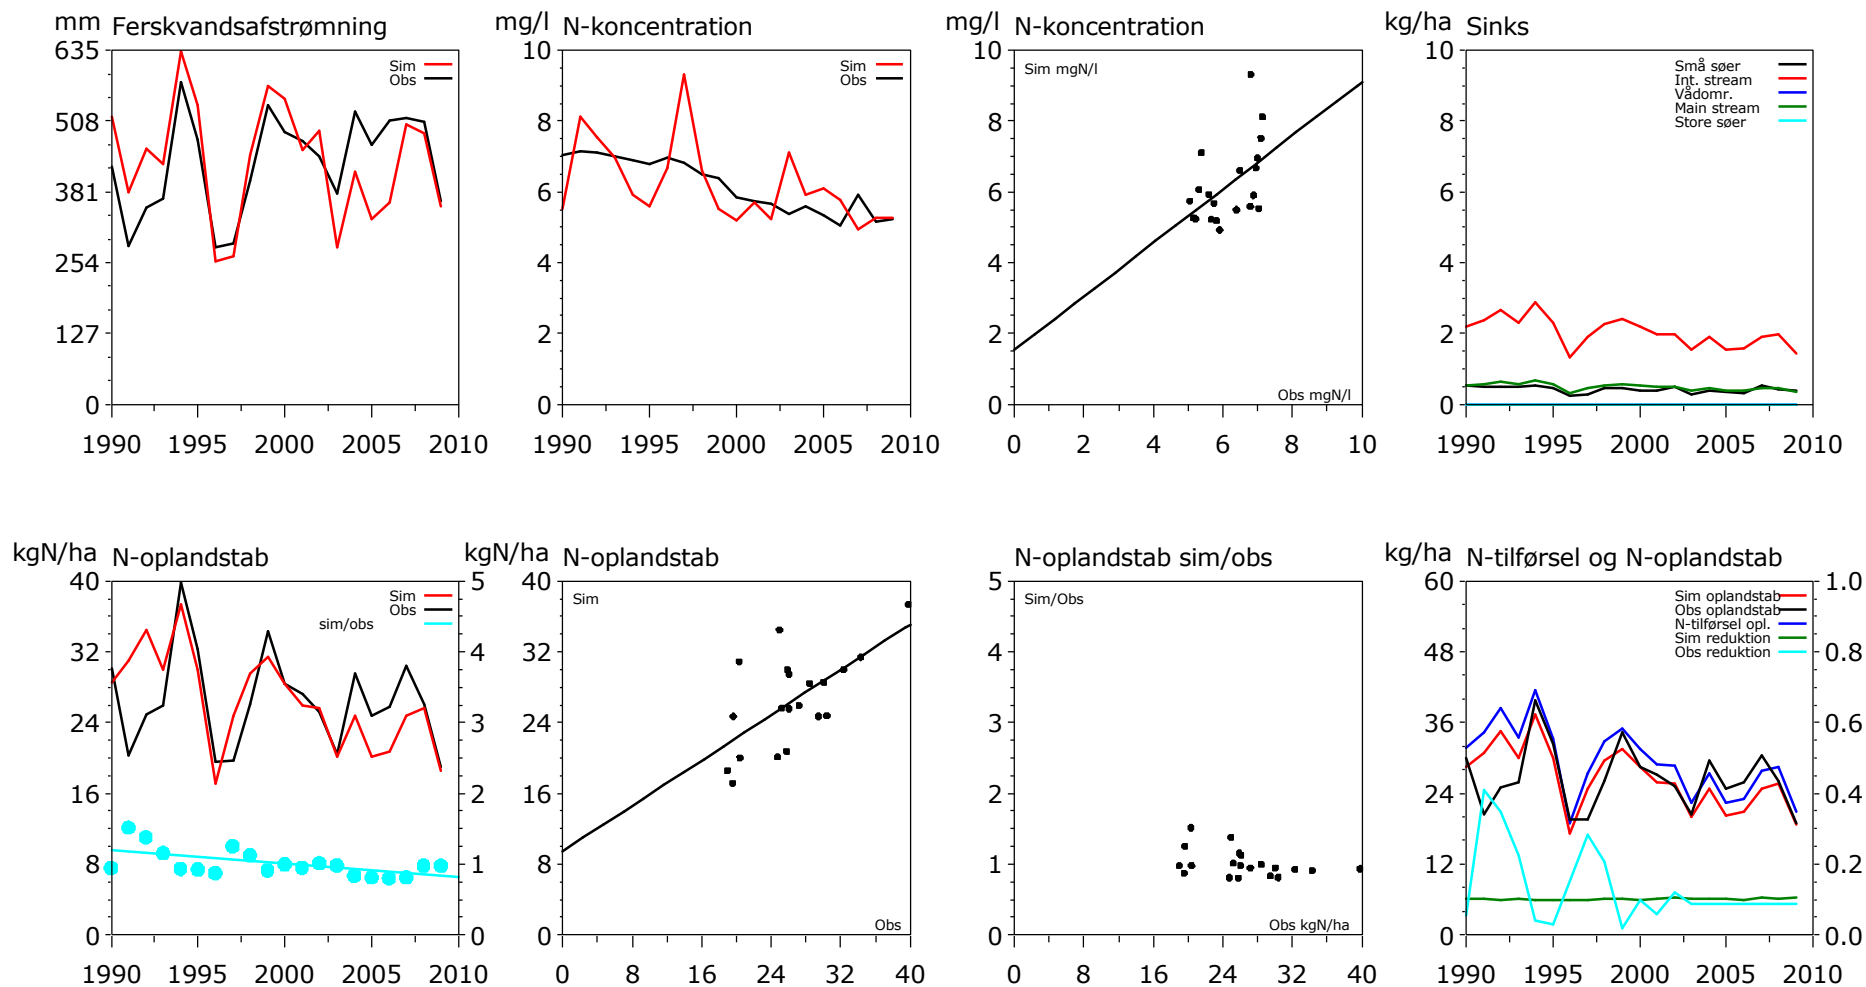 mm Ferskvandsafstrømning
635
508
381
254
127
0
Sim
Obs
1990 1995 2000 2005 2010
mg/l N-koncentration
10
8
6
4
2
0
Sim
Obs
1990 1995 2000 2005 2010
mg/l N-koncentration
10
8
6
4
2
0
Sim mgN/l
Obs mgN/l
0 2 4 6 8 10
kg/ha Sinks
10
8
6
4
2
0
Små søer
Int. stream
Vådomr.
Main stream
Store søer
1990 1995 2000 2005 2010
kgN/ha N-oplandstab
40
32
24
16
8
0
Sim
Obs
sim/obs
5
4
3
2
1
0
1990 1995 2000 2005 2010
kgN/ha N-oplandstab
40
32
24
16
8
0
Sim
Obs
0 8 16 24 32 40
N-oplandstab sim/obs
5
4
3
2
1
0
Sim/Obs
Obs kgN/ha
0 8 16 24 32 40
kg/ha N-tilførsel og N-oplandstab
60
48
36
24
12
0
Sim oplandstab
Obs oplandstab
N-tilførsel opl.
Sim reduktion
Obs reduktion
1.0
0.8
0.6
0.4
0.2
0.0
1990 1995 2000 2005 2010